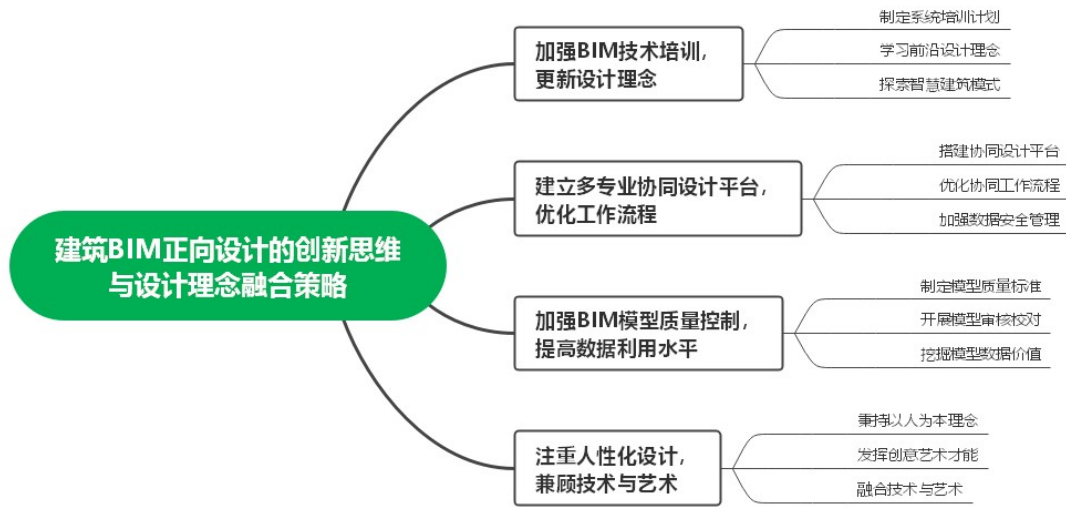 建筑BIM正向设计的创新思维
与设计理念融合策略
加强BIM技术培训，
更新设计理念
制定系统培训计划
学习前沿设计理念
探索智慧建筑模式
建立多专业协同设计平台，
优化工作流程
搭建协同设计平台
优化协同工作流程
加强数据安全管理
加强BIM模型质量控制，
提高数据利用水平
制定模型质量标准
开展模型审核校对
挖掘模型数据价值
注重人性化设计，
兼顾技术与艺术
秉持以人为本理念
发挥创意艺术才能
融合技术与艺术